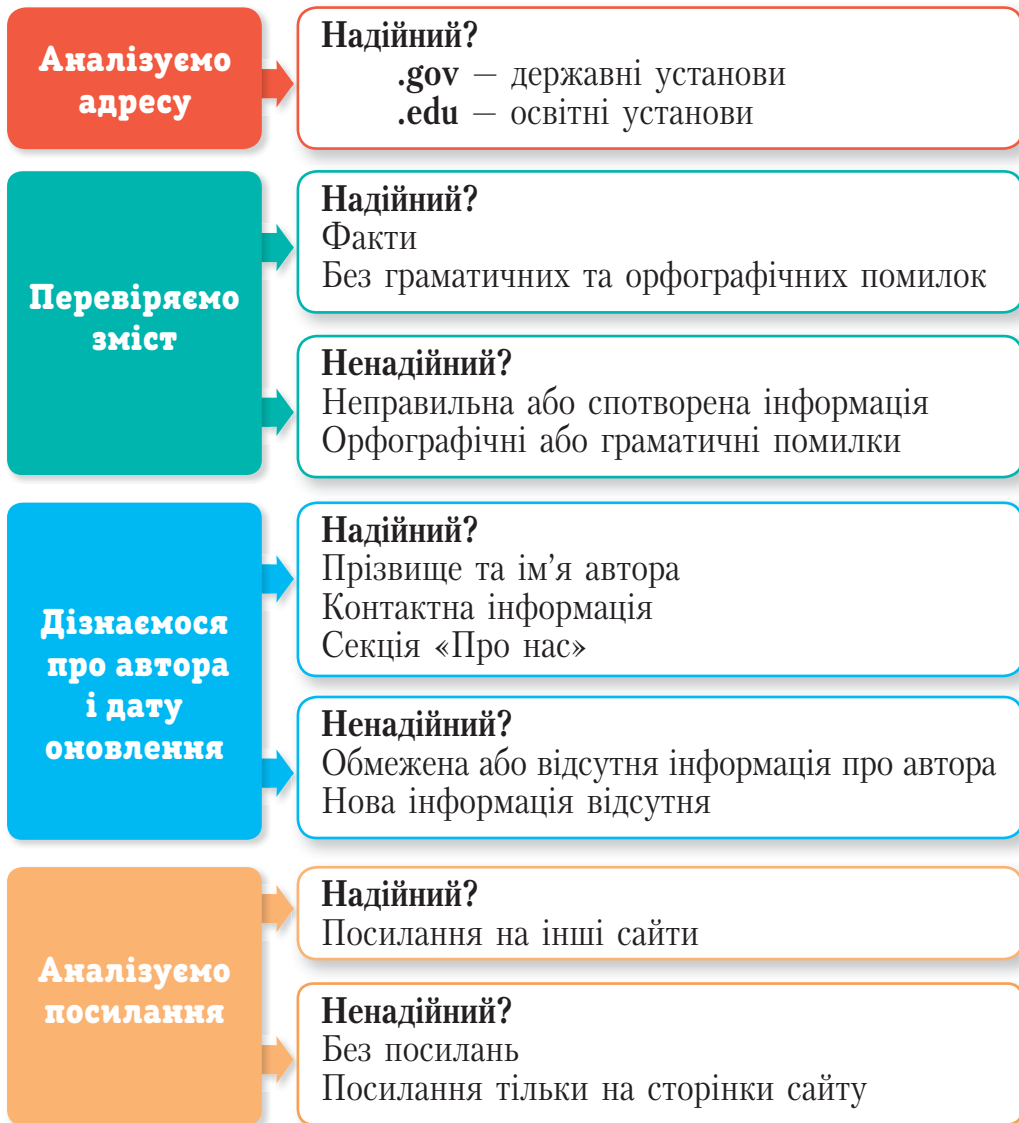 Аналізуємо
адресу
Надійний?
.gov — державні установи
.edu — освітні установи
Перевіряємо
зміст
Надійний?
Факти
Без граматичних та орфографічних помилок
Ненадійний?
Неправильна або спотворена інформація
Орфографічні або граматичні помилки
Дізнаємося
про автора
і дату
оновлення
Надійний?
Прізвище та ім’я автора
Контактна інформація
Секція «Про нас»
Ненадійний?
Обмежена або відсутня інформація про автора
Нова інформація відсутня
Аналізуємо
посилання
Надійний?
Посилання на інші сайти
Ненадійний?
Без посилань
Посилання тільки на сторінки сайту